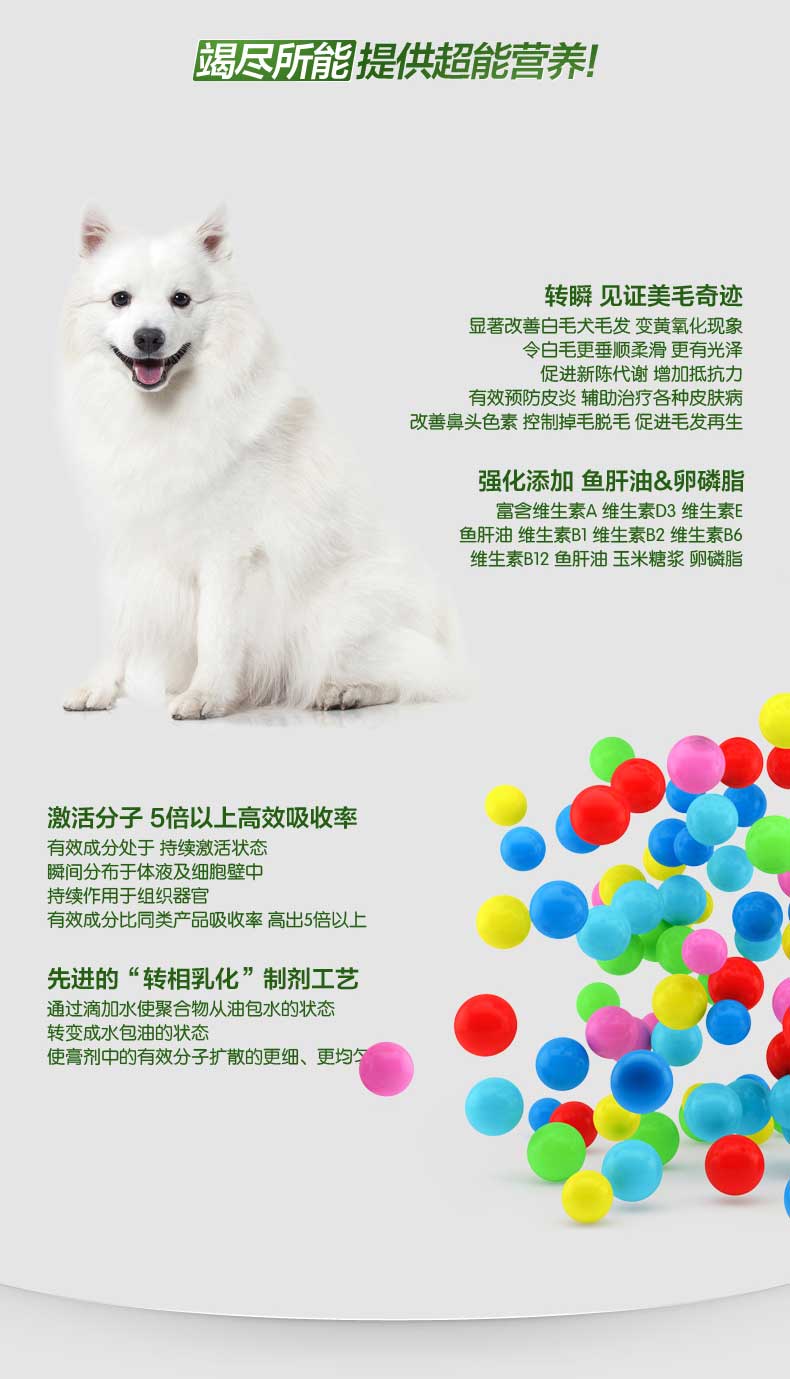 竭尽所能 提供超能营养!
转瞬 见证美毛奇迹
显著改善白毛犬毛发 变黄氧化现象
令白毛更垂顺柔滑 更有光泽
促进新陈代谢 增加抵抗力
有效预防皮炎 辅助治疗各种皮肤病
改善鼻头色素 控制掉毛脱毛 促进毛发再生
强化添加 鱼肝油&卵磷脂
富含维生素A 维生素D3 维生素E
鱼肝油 维生素B1 维生素B2 维生素B6
维生素B12 鱼肝油 玉米糖浆 卵磷脂
激活分子 5倍以上高效吸收率
有效成分处于 持续激活状态
瞬间分布于体液及细胞壁中
持续作用于组织器官
有效成分比同类产品吸收率 高出5倍以上
先进的“转相乳化”制剂工艺
通过滴加水使聚合物从油包水的状态
转变成水包油的状态
使膏剂中的有效分子扩散的更细、更均匀